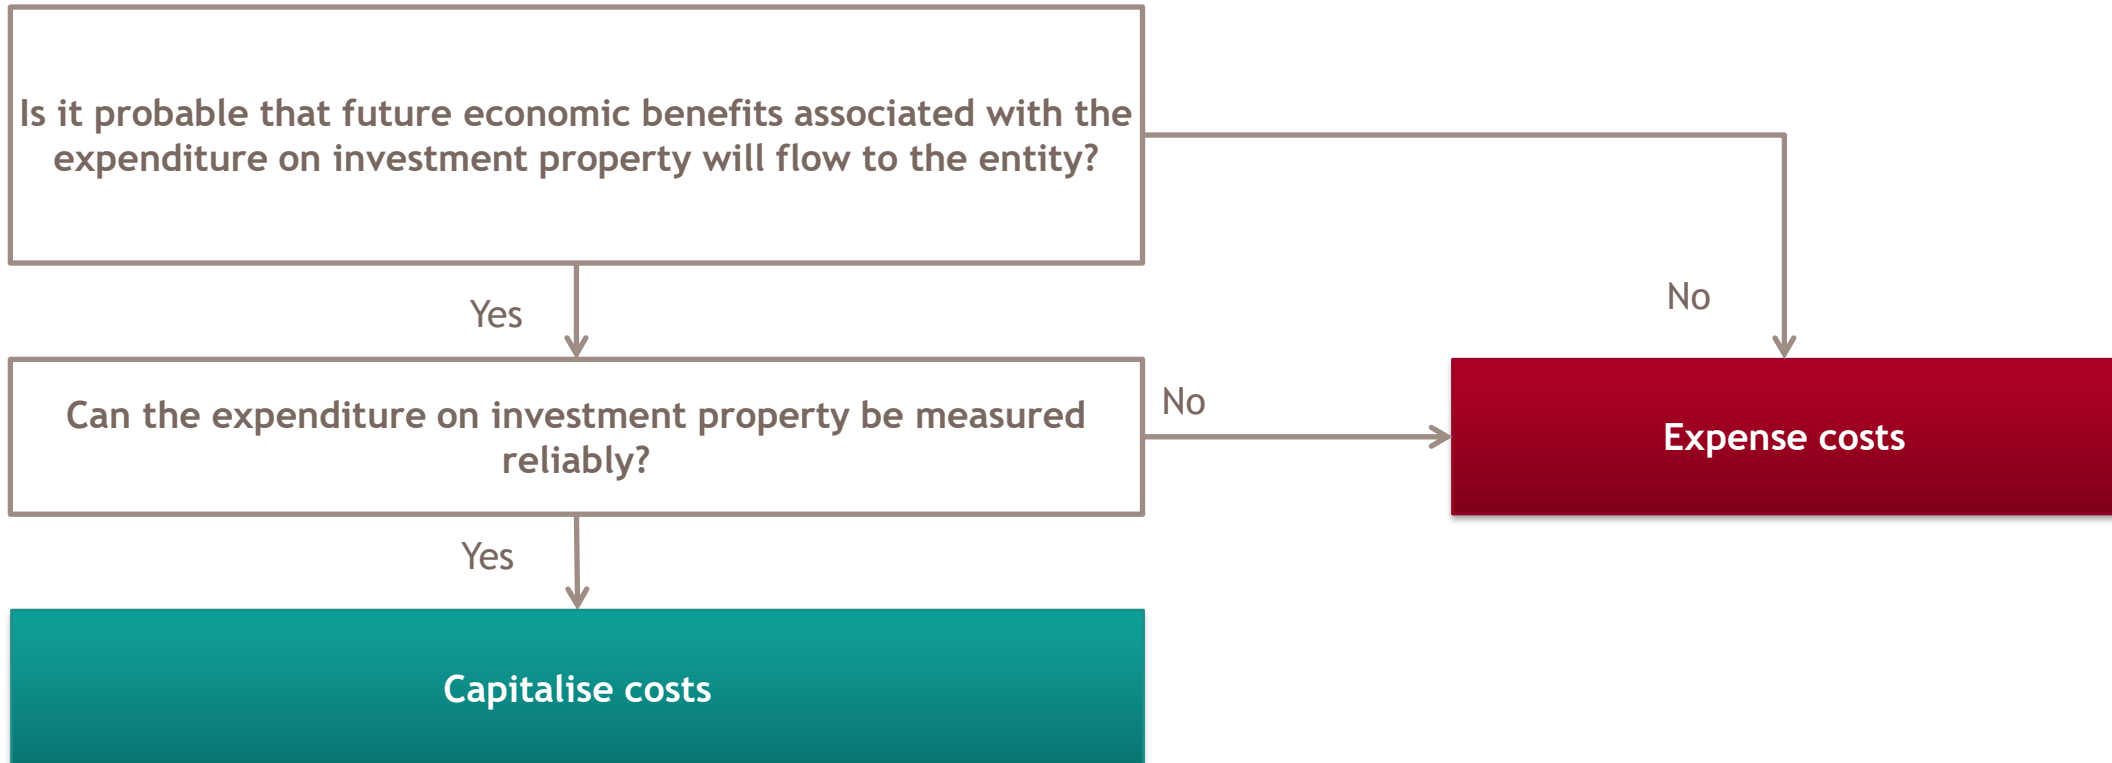 Is it probable that future economic benefits associated with the
expenditure on investment property will flow to the entity?
Yes
No
Can the expenditure on investment property be measured
reliably?
No
Expense costs
Yes
Capitalise costs